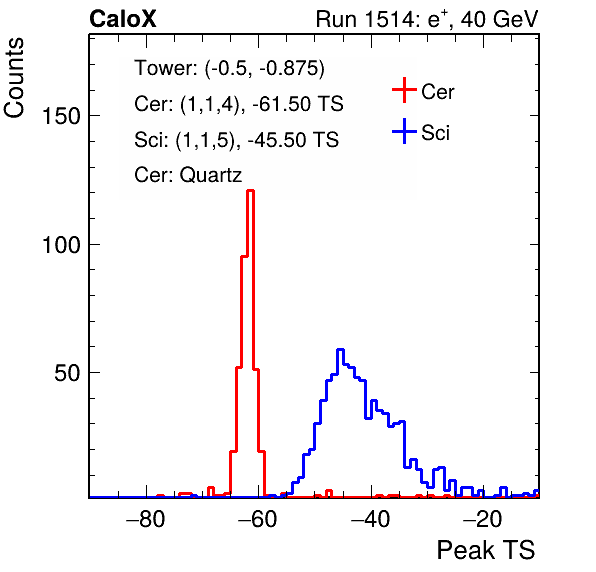 CaloX Run 1514: e⁺, 40 GeV
Counts
Tower: (-0.5, -0.875)
Cer: (1,1,4), -61.50 TS
Sci: (1,1,5), -45.50 TS
Cer: Quartz
Cer
Sci
150
100
50
−80 −60 −40 −20
Peak TS